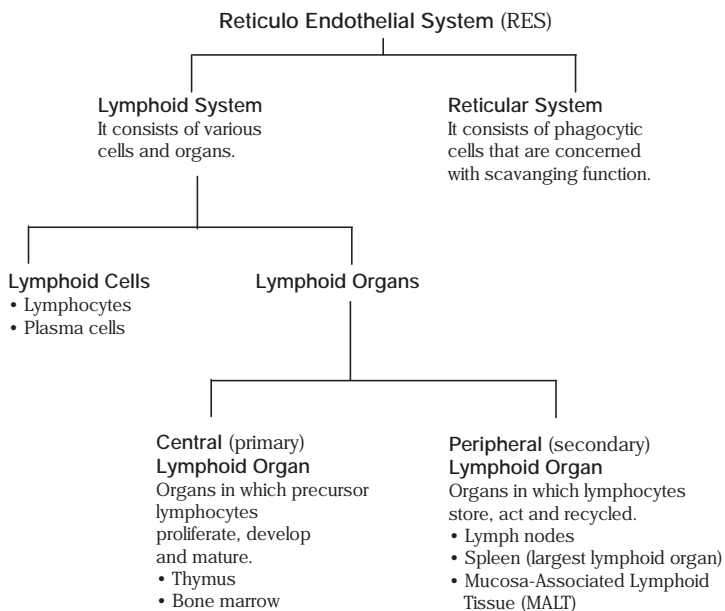 Reticulo Endothelial System (RES)
Lymphoid System
It consists of various
cells and organs.
Reticular System
It consists of phagocytic
cells that are concerned
with scavanging function.
Lymphoid Cells
• Lymphocytes
• Plasma cells
Lymphoid Organs
Central (primary)
Lymphoid Organ
Organs in which precursor
lymphocytes
proliferate, develop
and mature.
• Thymus
• Bone marrow
Peripheral (secondary)
Lymphoid Organ
Organs in which lymphocytes
store, act and recycled.
• Lymph nodes
• Spleen (largest lymphoid organ)
• Mucosa-Associated Lymphoid
Tissue (MALT)